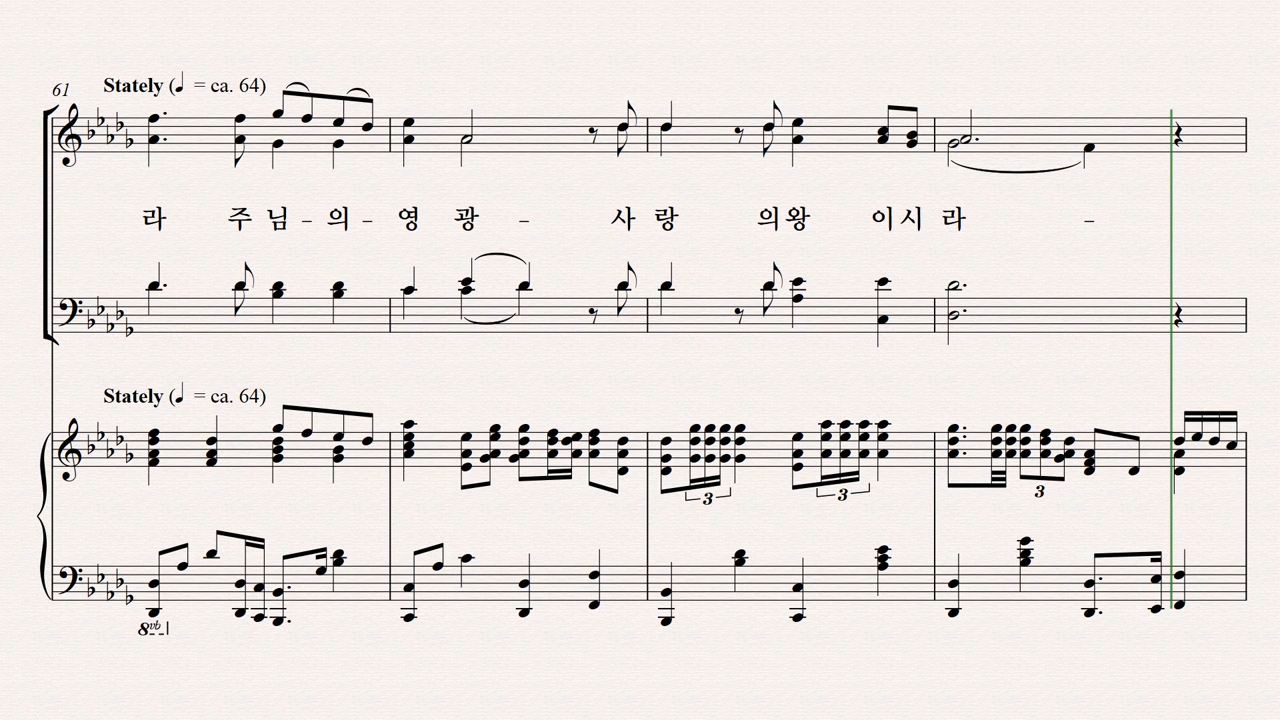 61
Stately (♩ = ca. 64)
라 주 님 - 의 - 영 광 - 사 랑 의 왕 이 시 라 -
Stately (♩ = ca. 64)
3 3 3
8vb